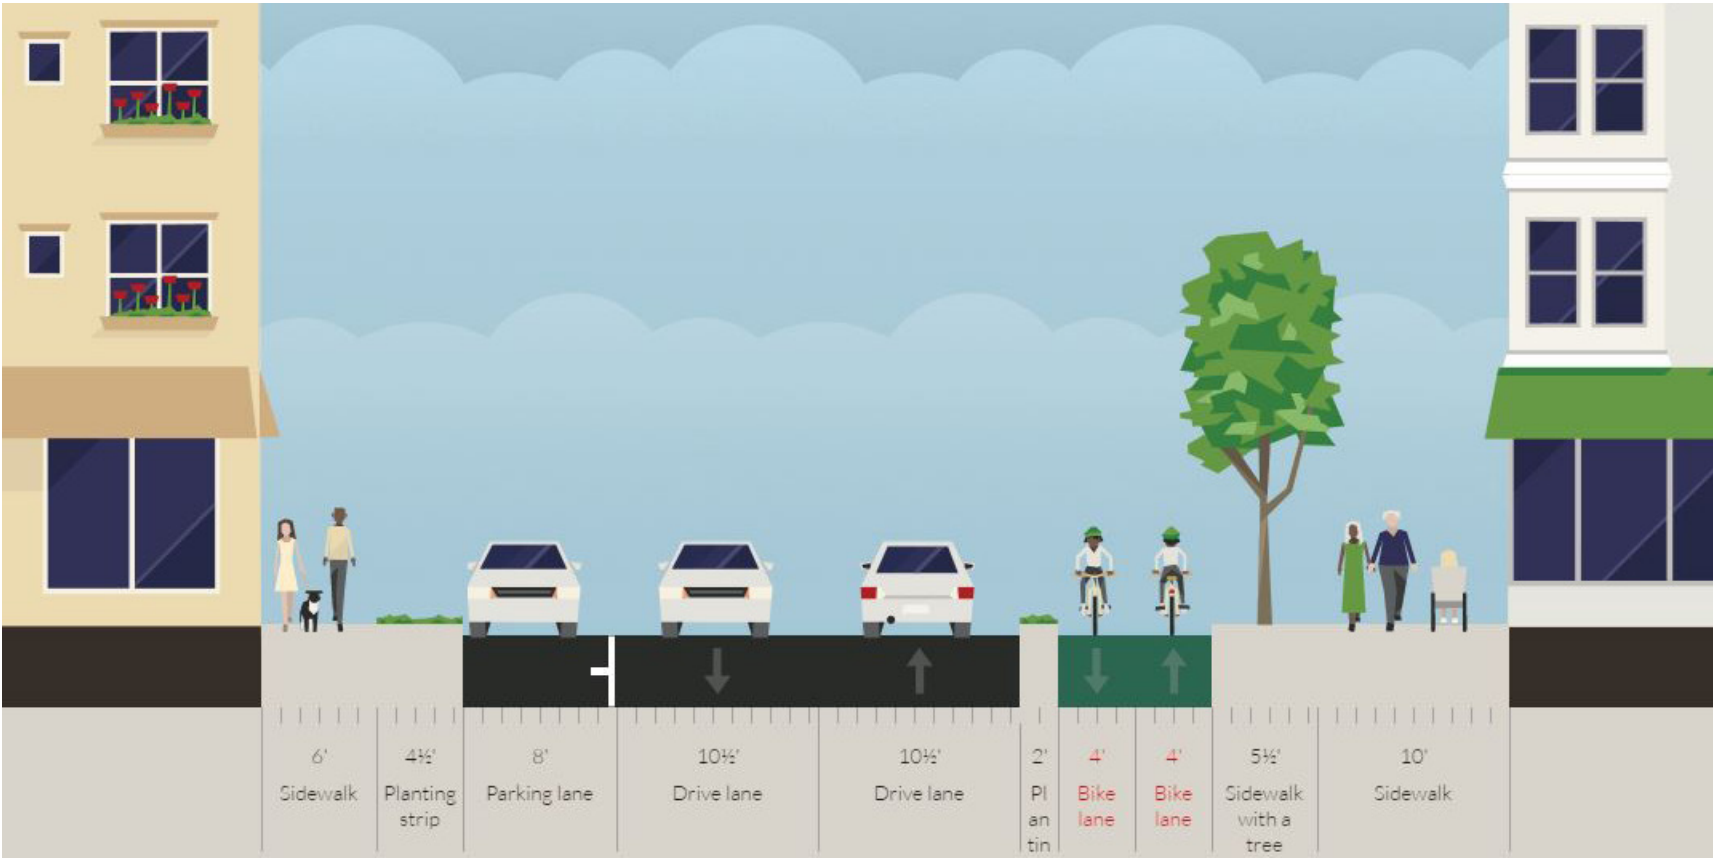 6' 4½' 8' 10½' 10½' 2' 4' 4' 5½' 10'
Sidewalk Planting Parking lane Drive lane Drive lane Pl Bike Bike Sidewalk Sidewalk
strip an lane lane with a
tin tree